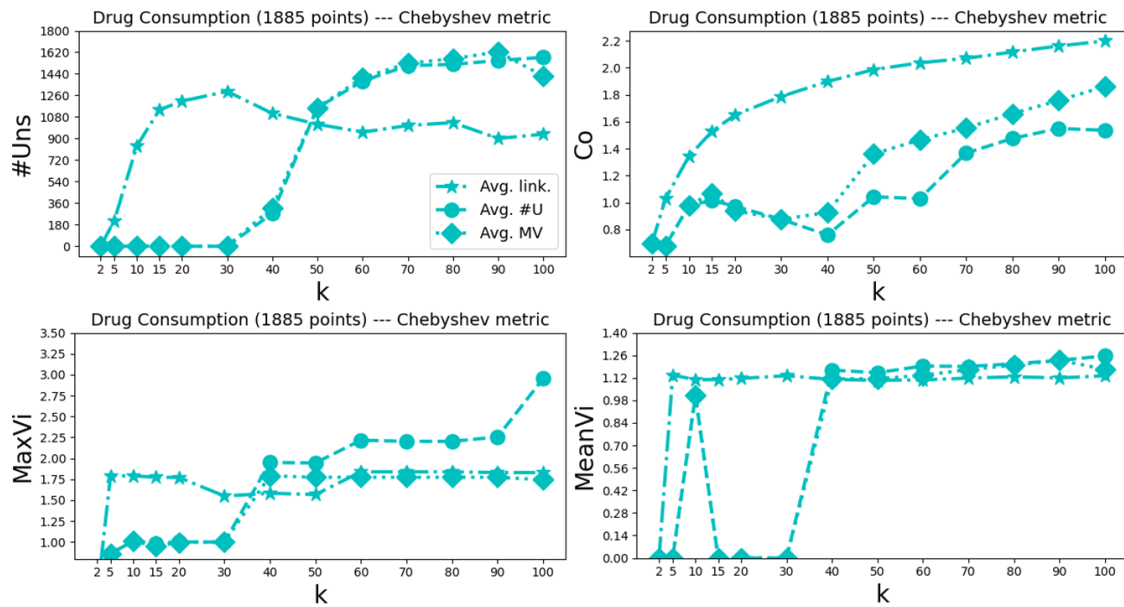 Drug Consumption (1885 points) --- Chebyshev metric
1800
1620
1440
1260
1080
900
720
540
360
180
0
#Uns
Avg. link.
Avg. #U
Avg. MV
2 5 10 15 20 30 40 50 60 70 80 90 100
k
Drug Consumption (1885 points) --- Chebyshev metric
2.2
2.0
1.8
1.6
1.4
1.2
1.0
0.8
Co
2 5 10 15 20 30 40 50 60 70 80 90 100
k
Drug Consumption (1885 points) --- Chebyshev metric
3.50
3.25
3.00
2.75
2.50
2.25
2.00
1.75
1.50
1.25
1.00
MaxVi
2 5 10 15 20 30 40 50 60 70 80 90 100
k
Drug Consumption (1885 points) --- Chebyshev metric
1.40
1.26
1.12
0.98
0.84
0.70
0.56
0.42
0.28
0.14
0.00
MeanVi
2 5 10 15 20 30 40 50 60 70 80 90 100
k